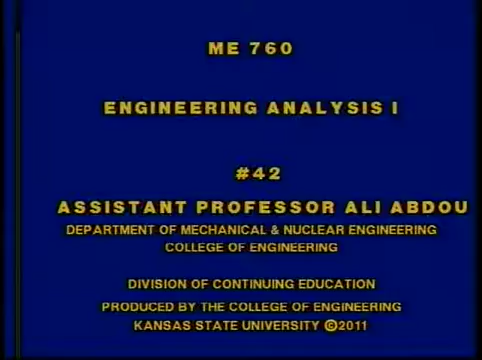 ME 760
ENGINEERING ANALYSIS I
#42
ASSISTANT PROFESSOR ALI ABDOU
DEPARTMENT OF MECHANICAL & NUCLEAR ENGINEERING
COLLEGE OF ENGINEERING
DIVISION OF CONTINUING EDUCATION
PRODUCED BY THE COLLEGE OF ENGINEERING
KANSAS STATE UNIVERSITY ©2011